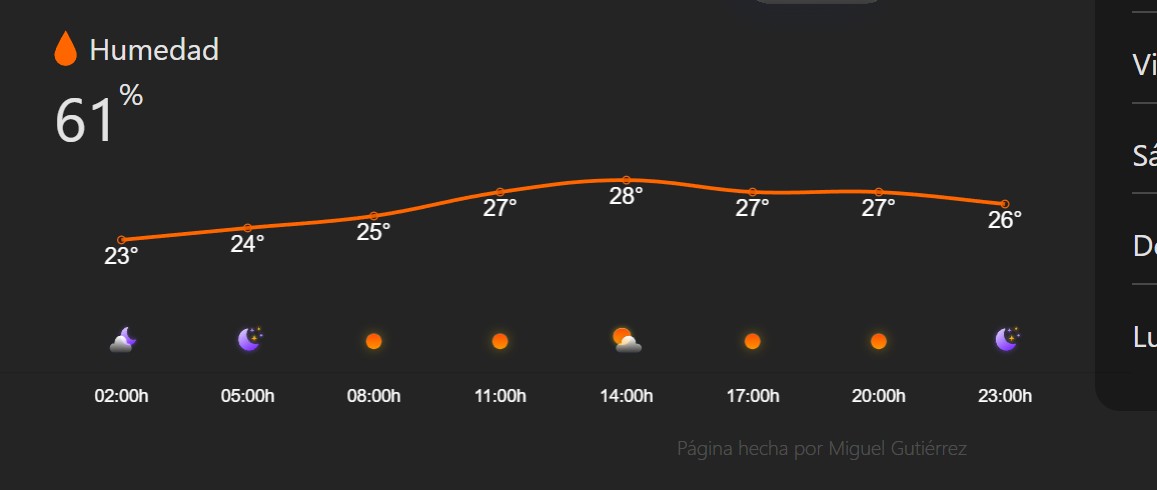 Humedad
61%
23° 24° 25° 27° 28° 27° 27° 26°
02:00h 05:00h 08:00h 11:00h 14:00h 17:00h 20:00h 23:00h
Página hecha por Miguel Gutiérrez
Vi
Sá
Do
Lu